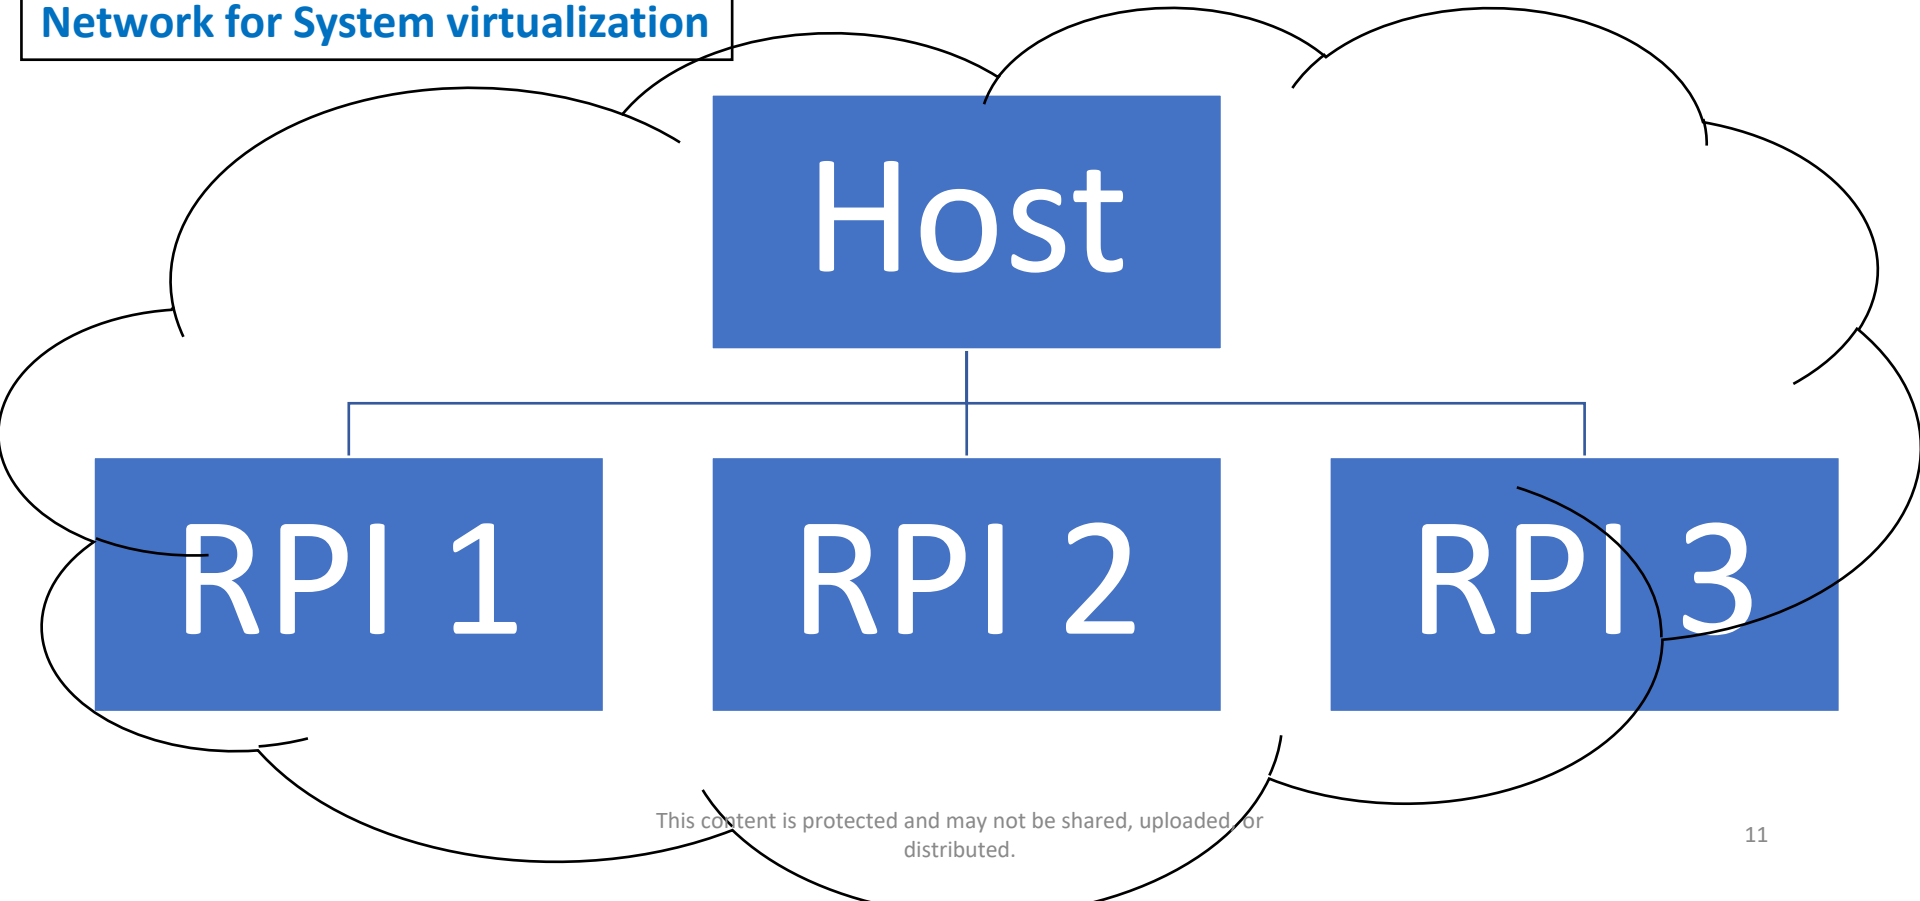 Network for System virtualization
Host
RPI 1
RPI 2
RPI 3
This content is protected and may not be shared, uploaded, or
distributed.
11